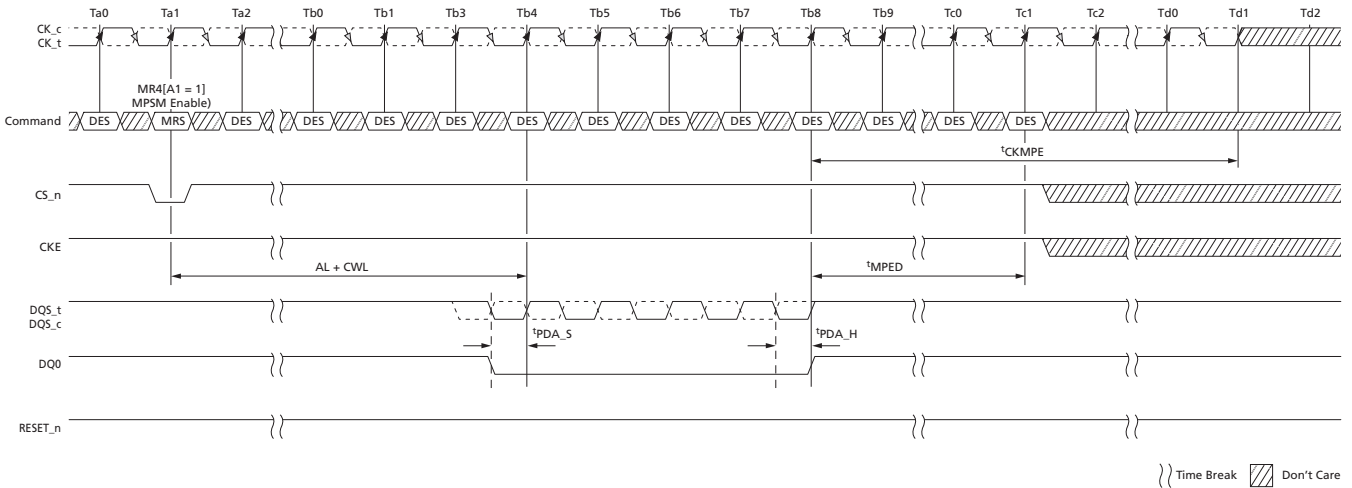 Ta0 Ta1 Ta2 Tb0 Tb1 Tb3 Tb4 Tb5 Tb6 Tb7 Tb8 Tb9 Tc0 Tc1 Tc2 Td0 Td1 Td2
CK_c
CK_t
MR4[A1 = 1]
MPSM Enable)
Command DES MRS DES DES DES DES DES DES DES DES DES DES DES DES
tCKMPE
CS_n
CKE
AL + CWL tMPED
DQS_t
DQS_c
tPDA_S tPDA_H
DQ0
RESET_n
Time Break Don't Care